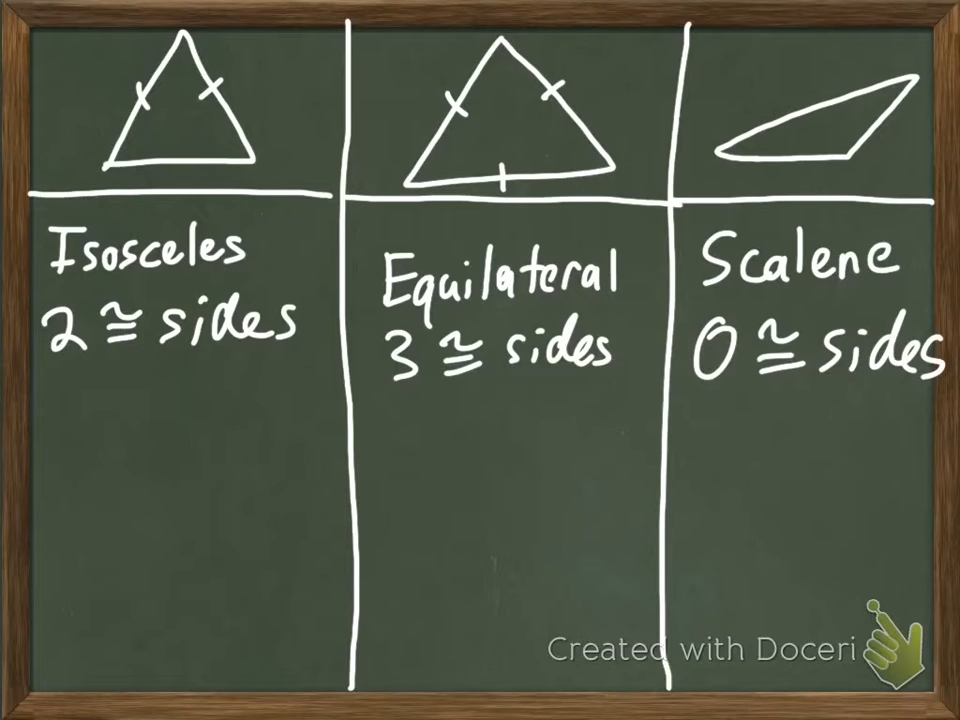 Isosceles
2 ≅ sides
Equilateral
3 ≅ sides
Scalene
0 ≅ sides
Created with Doceri